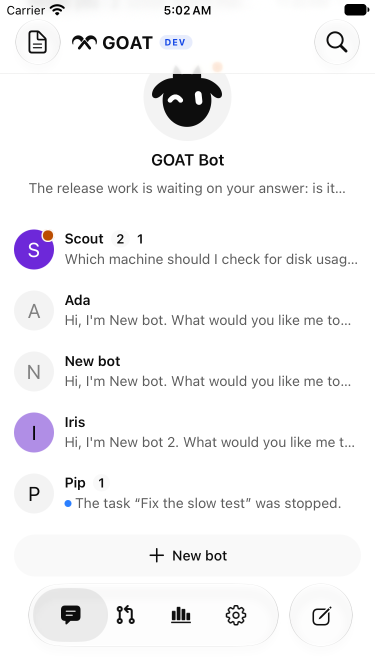 Carrier 5:02 AM
GOAT DEV
GOAT Bot
The release work is waiting on your answer: is it...
S
Scout 2 1
Which machine should I check for disk usag...
A
Ada
Hi, I'm New bot. What would you like me to...
N
New bot
Hi, I'm New bot. What would you like me to...
I
Iris
Hi, I'm New bot 2. What would you like me t...
P
Pip 1
The task “Fix the slow test” was stopped.
+ New bot